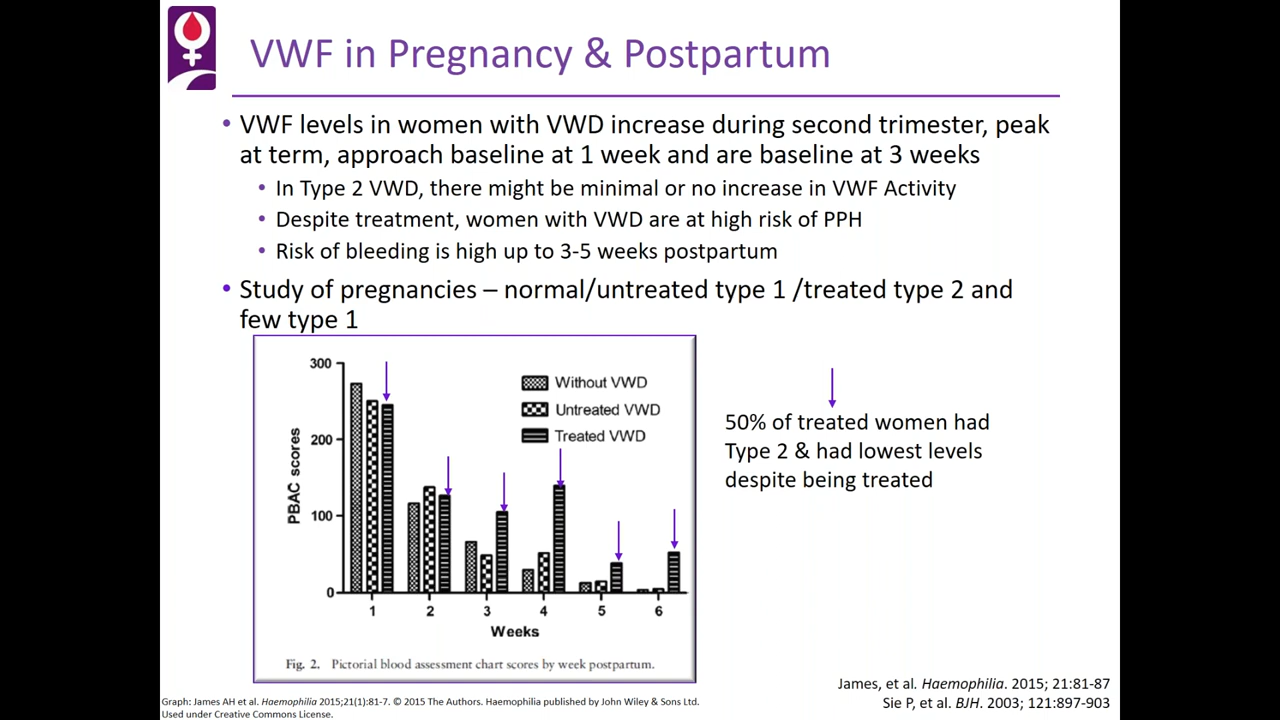 VWF in Pregnancy & Postpartum
• VWF levels in women with VWD increase during second trimester, peak
at term, approach baseline at 1 week and are baseline at 3 weeks
• In Type 2 VWD, there might be minimal or no increase in VWF Activity
• Despite treatment, women with VWD are at high risk of PPH
• Risk of bleeding is high up to 3-5 weeks postpartum
• Study of pregnancies – normal/untreated type 1 /treated type 2 and
few type 1
300
200
100
0
PBAC scores
Without VWD
Untreated VWD
Treated VWD
1 2 3 4 5 6
Weeks
Fig. 2. Pictorial blood assessment chart scores by week postpartum.
50% of treated women had
Type 2 & had lowest levels
despite being treated
James, et al. Haemophilia. 2015; 21:81-87
Sie P, et al. BJH. 2003; 121:897-903
Graph: James AH et al. Haemophilia 2015;21(1):81-7. © 2015 The Authors. Haemophilia published by John Wiley & Sons Ltd.
Used under Creative Commons License.